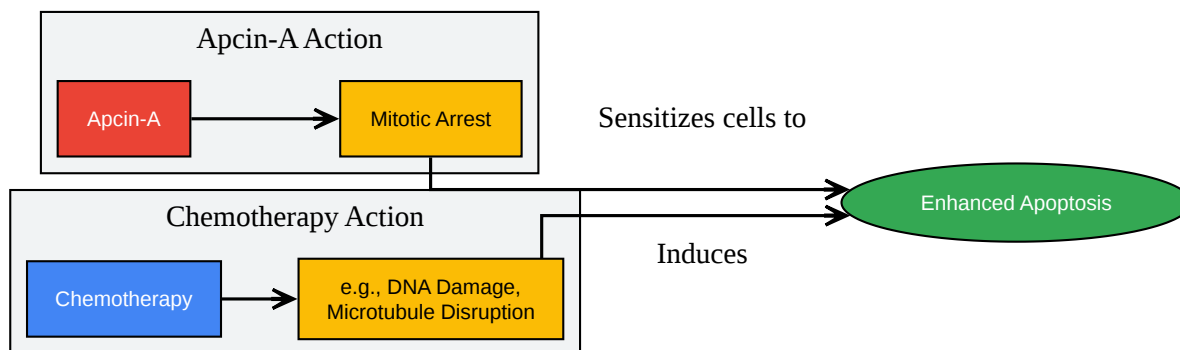 Apcin-A Action
Apcin-A
Mitotic Arrest
Sensitizes cells to
Enhanced Apoptosis
Chemotherapy Action
Induces
Chemotherapy
e.g., DNA Damage,
Microtubule Disruption